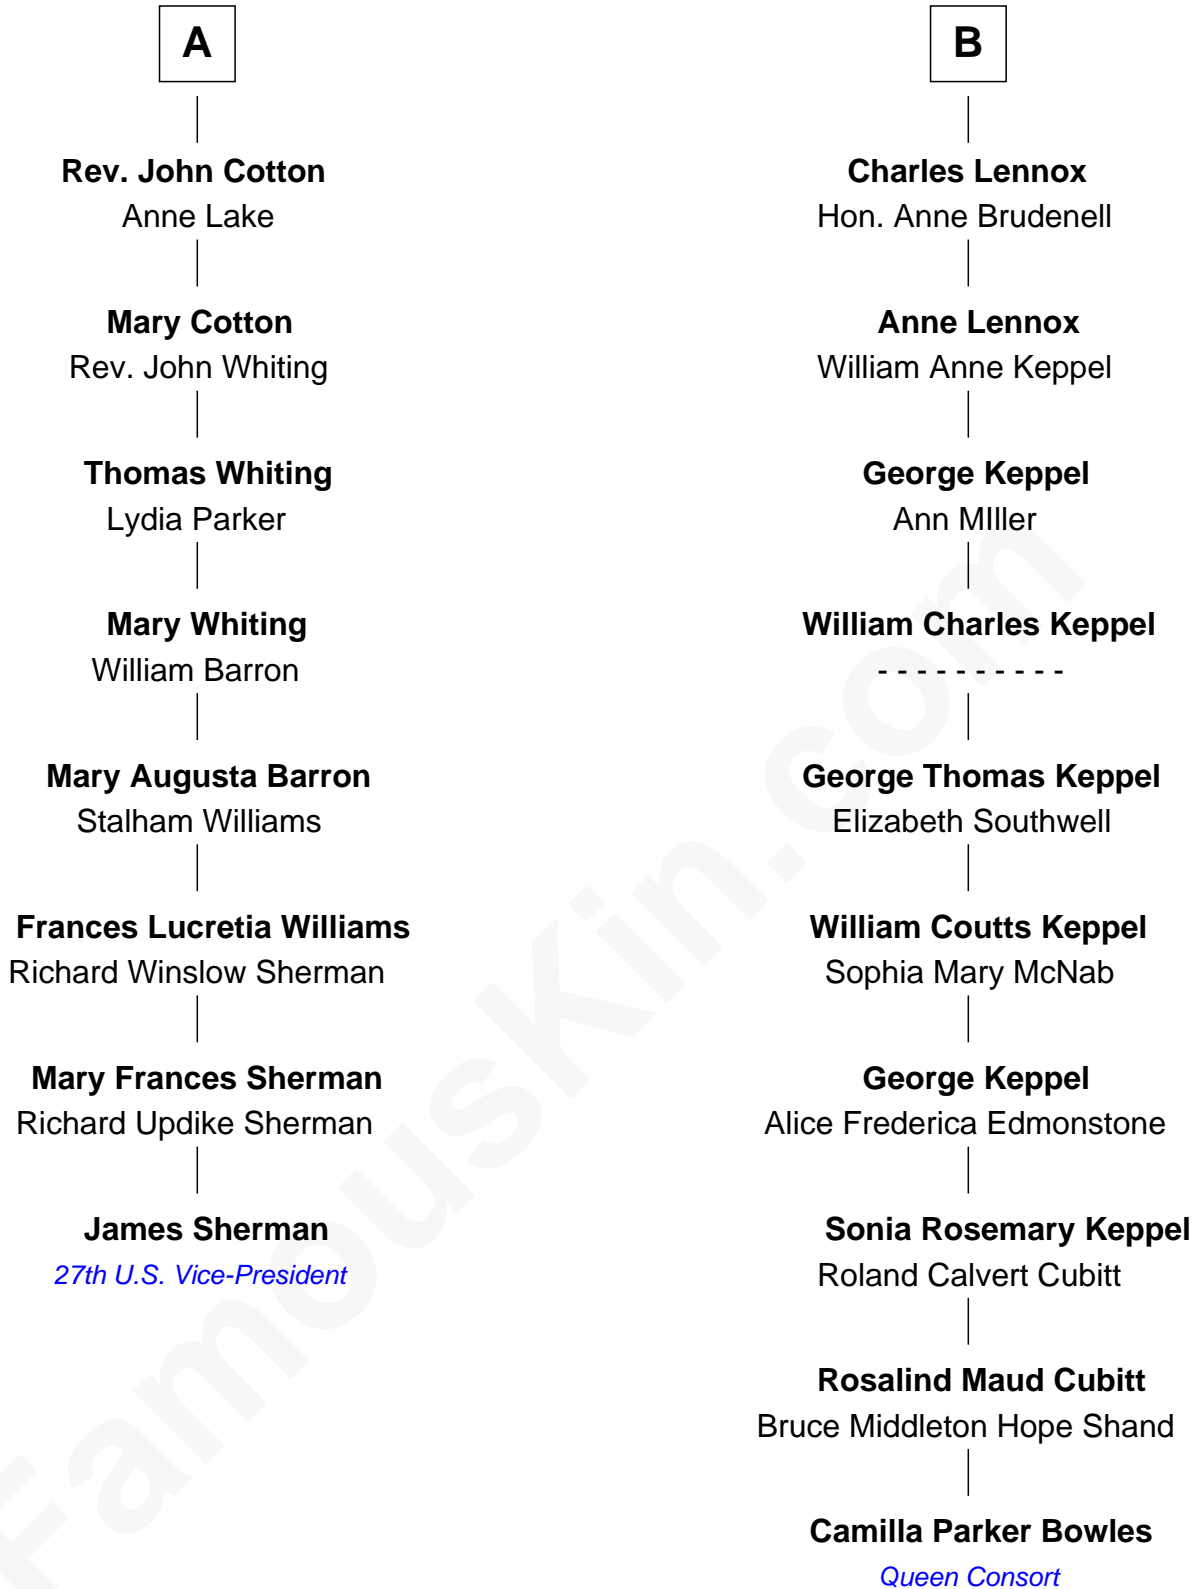 A
Rev. John Cotton
Anne Lake
Mary Cotton
Rev. John Whiting
Thomas Whiting
Lydia Parker
Mary Whiting
William Barron
Mary Augusta Barron
Stalham Williams
Frances Lucretia Williams
Richard Winslow Sherman
Mary Frances Sherman
Richard Updike Sherman
James Sherman
27th U.S. Vice-President
B
Charles Lennox
Hon. Anne Brudenell
Anne Lennox
William Anne Keppel
George Keppel
Ann MIller
William Charles Keppel
- - - - - - - - - -
George Thomas Keppel
Elizabeth Southwell
William Coutts Keppel
Sophia Mary McNab
George Keppel
Alice Frederica Edmonstone
Sonia Rosemary Keppel
Roland Calvert Cubitt
Rosalind Maud Cubitt
Bruce Middleton Hope Shand
Camilla Parker Bowles
Queen Consort
FamousKin.com